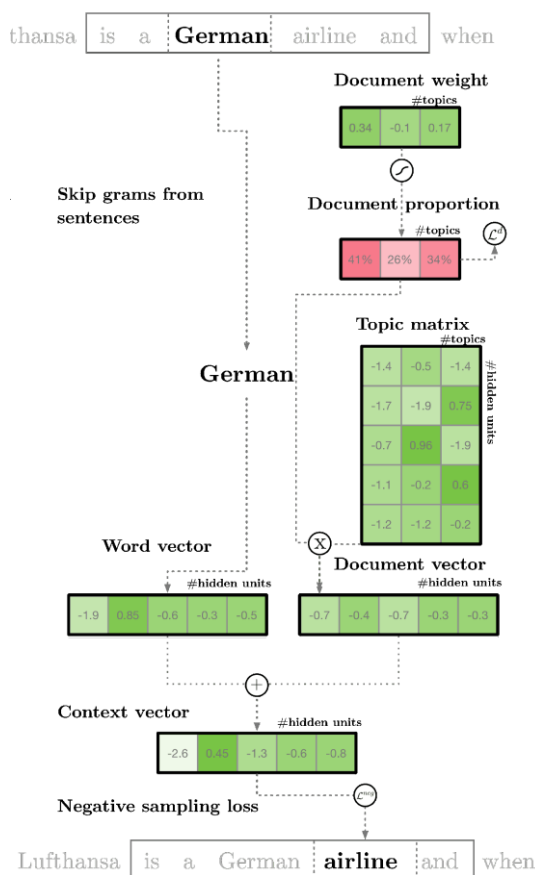 thansa is a German airline and when
Document weight
#topics
0.34 -0.1 0.17
Skip grams from
sentences
Document proportion
#topics
ℒᵈ
41% 26% 34%
Topic matrix
#topics
#hidden units
-1.4 -0.5 -1.4
-1.7 -1.9 0.75
-0.7 0.96 -1.9
-1.1 -0.2 0.6
-1.2 -1.2 -0.2
German
X
Word vector
#hidden units
-1.9 0.85 -0.6 -0.3 -0.5
Document vector
#hidden units
-0.7 -0.4 -0.7 -0.3 -0.3
+
Context vector
#hidden units
-2.6 0.45 -1.3 -0.6 -0.8
Negative sampling loss
ℒⁿᵉᵍ
Lufthansa is a German airline and when